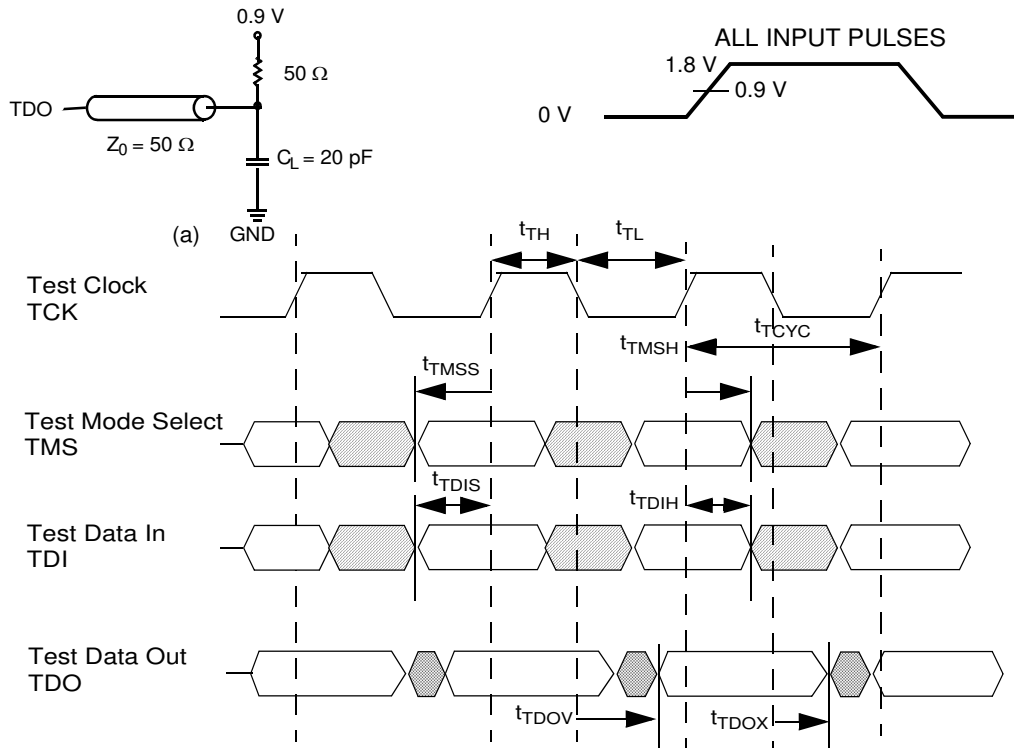 0.9 V
50 Ω
TDO
Z0 = 50 Ω
CL = 20 pF
(a)
GND
ALL INPUT PULSES
1.8 V
0.9 V
0 V
tTH
tTL
Test Clock
TCK
tTCYC
tTMSH
tTMSS
Test Mode Select
TMS
tTDIS
tTDIH
Test Data In
TDI
Test Data Out
TDO
tTDOV
tTDOX